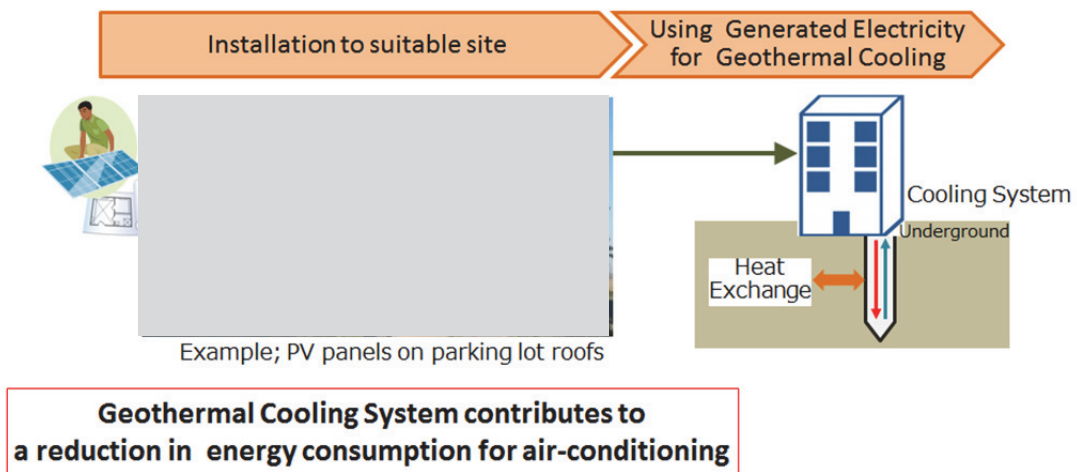 Installation to suitable site
Using Generated Electricity
for Geothermal Cooling
Cooling System
Underground
Heat
Exchange
Example; PV panels on parking lot roofs
Geothermal Cooling System contributes to
a reduction in energy consumption for air-conditioning